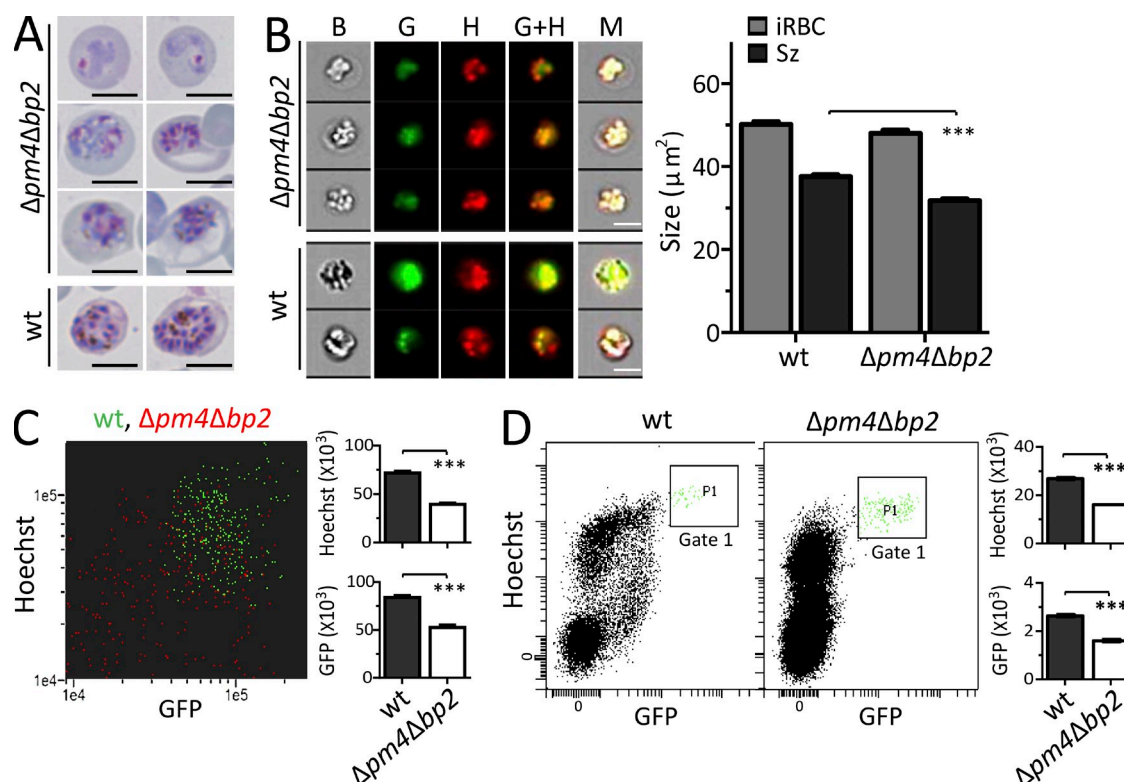 A
Δpm4Δbp2
wt
B
B G H G+H M
Δpm4Δbp2
wt
iRBC
Sz
Size (μm²)
60
40
20
0
***
wt Δpm4Δbp2
C
wt, Δpm4Δbp2
Hoechst
1e5
1e4
1e4 1e5
GFP
Hoechst (X10³)
100
50
0
***
GFP (X10³)
100
50
0
***
wt
Δpm4Δbp2
D
wt Δpm4Δbp2
Hoechst
0
P1
Gate 1
0
GFP
P1
Gate 1
0
GFP
Hoechst (X10³)
40
20
0
***
GFP (X10³)
4
2
0
***
wt
Δpm4Δbp2